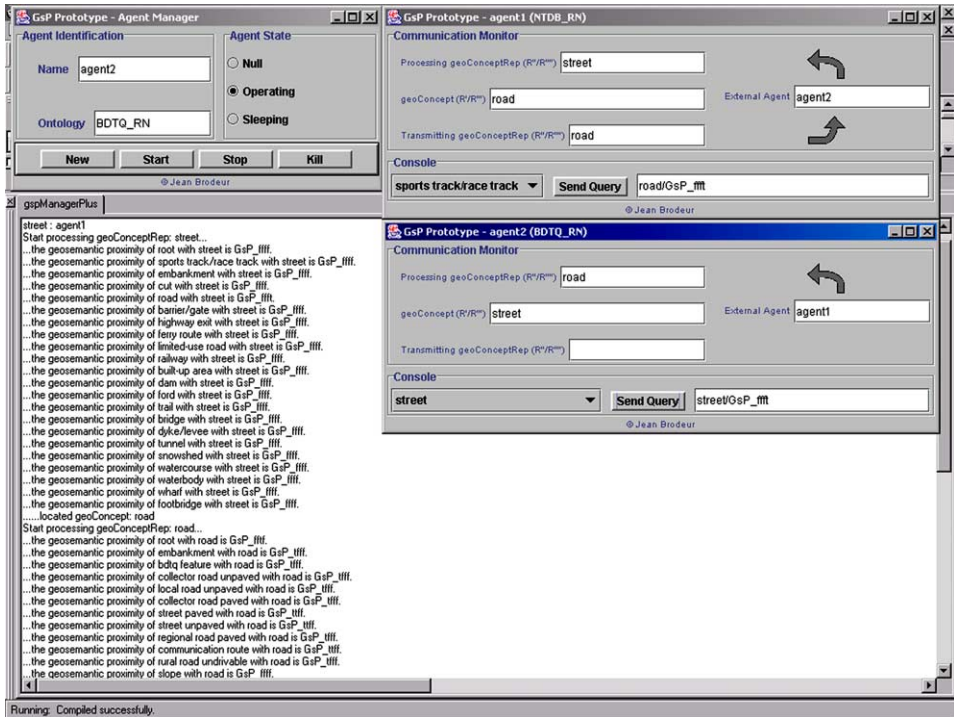 GsP Prototype - Agent Manager
Agent Identification
Name agent2
Ontology BDTQ_RN
Agent State
Null
Operating
Sleeping
New Start Stop Kill
© Jean Brodeur
GsP Prototype - agent1 (NTDB_RN)
Communication Monitor
Processing geoConceptRep (R"/R"") street
geoConcept (R'/R"') road
External Agent agent2
Transmitting geoConceptRep (R"/R"") road
Console
sports track/race track Send Query road/GsP_ffft
© Jean Brodeur
GsP Prototype - agent2 (BDTQ_RN)
Communication Monitor
Processing geoConceptRep (R"/R"") road
geoConcept (R'/R"') street
External Agent agent1
Transmitting geoConceptRep (R"/R"")
Console
street Send Query street/GsP_ffft
© Jean Brodeur
gspManagerPlus
street : agent1
Start processing geoConceptRep: street...
...the geosemantic proximity of root with street is GsP_ffff.
...the geosemantic proximity of sports track/race track with street is GsP_ffff.
...the geosemantic proximity of embankment with street is GsP_ffff.
...the geosemantic proximity of cut with street is GsP_ffff.
...the geosemantic proximity of road with street is GsP_ffft.
...the geosemantic proximity of barrier/gate with street is GsP_ffff.
...the geosemantic proximity of highway exit with street is GsP_ffff.
...the geosemantic proximity of ferry route with street is GsP_ffff.
...the geosemantic proximity of limited-use road with street is GsP_ffff.
...the geosemantic proximity of railway with street is GsP_ffff.
...the geosemantic proximity of built-up area with street is GsP_ffff.
...the geosemantic proximity of dam with street is GsP_ffff.
...the geosemantic proximity of ford with street is GsP_ffff.
...the geosemantic proximity of trail with street is GsP_ffff.
...the geosemantic proximity of bridge with street is GsP_ffff.
...the geosemantic proximity of dyke/levee with street is GsP_ffff.
...the geosemantic proximity of tunnel with street is GsP_ffff.
...the geosemantic proximity of snowshed with street is GsP_ffff.
...the geosemantic proximity of watercourse with street is GsP_ffff.
...the geosemantic proximity of waterbody with street is GsP_ffff.
...the geosemantic proximity of wharf with street is GsP_ffff.
...the geosemantic proximity of footbridge with street is GsP_ffff.
......located geoConcept: road
Start processing geoConceptRep: road...
...the geosemantic proximity of root with road is GsP_fftf.
...the geosemantic proximity of embankment with road is GsP_tfff.
...the geosemantic proximity of bdtq feature with road is GsP_tfff.
...the geosemantic proximity of collector road unpaved with road is GsP_tfff.
...the geosemantic proximity of local road unpaved with road is GsP_tfff.
...the geosemantic proximity of collector road paved with road is GsP_tfff.
...the geosemantic proximity of street paved with road is GsP_ttff.
...the geosemantic proximity of street unpaved with road is GsP_ttff.
...the geosemantic proximity of regional road paved with road is GsP_tfff.
...the geosemantic proximity of communication route with road is GsP_ttff.
...the geosemantic proximity of rural road undrivable with road is GsP_tfff.
...the geosemantic proximity of slope with road is GsP_ffff.
Running: Compiled successfully.